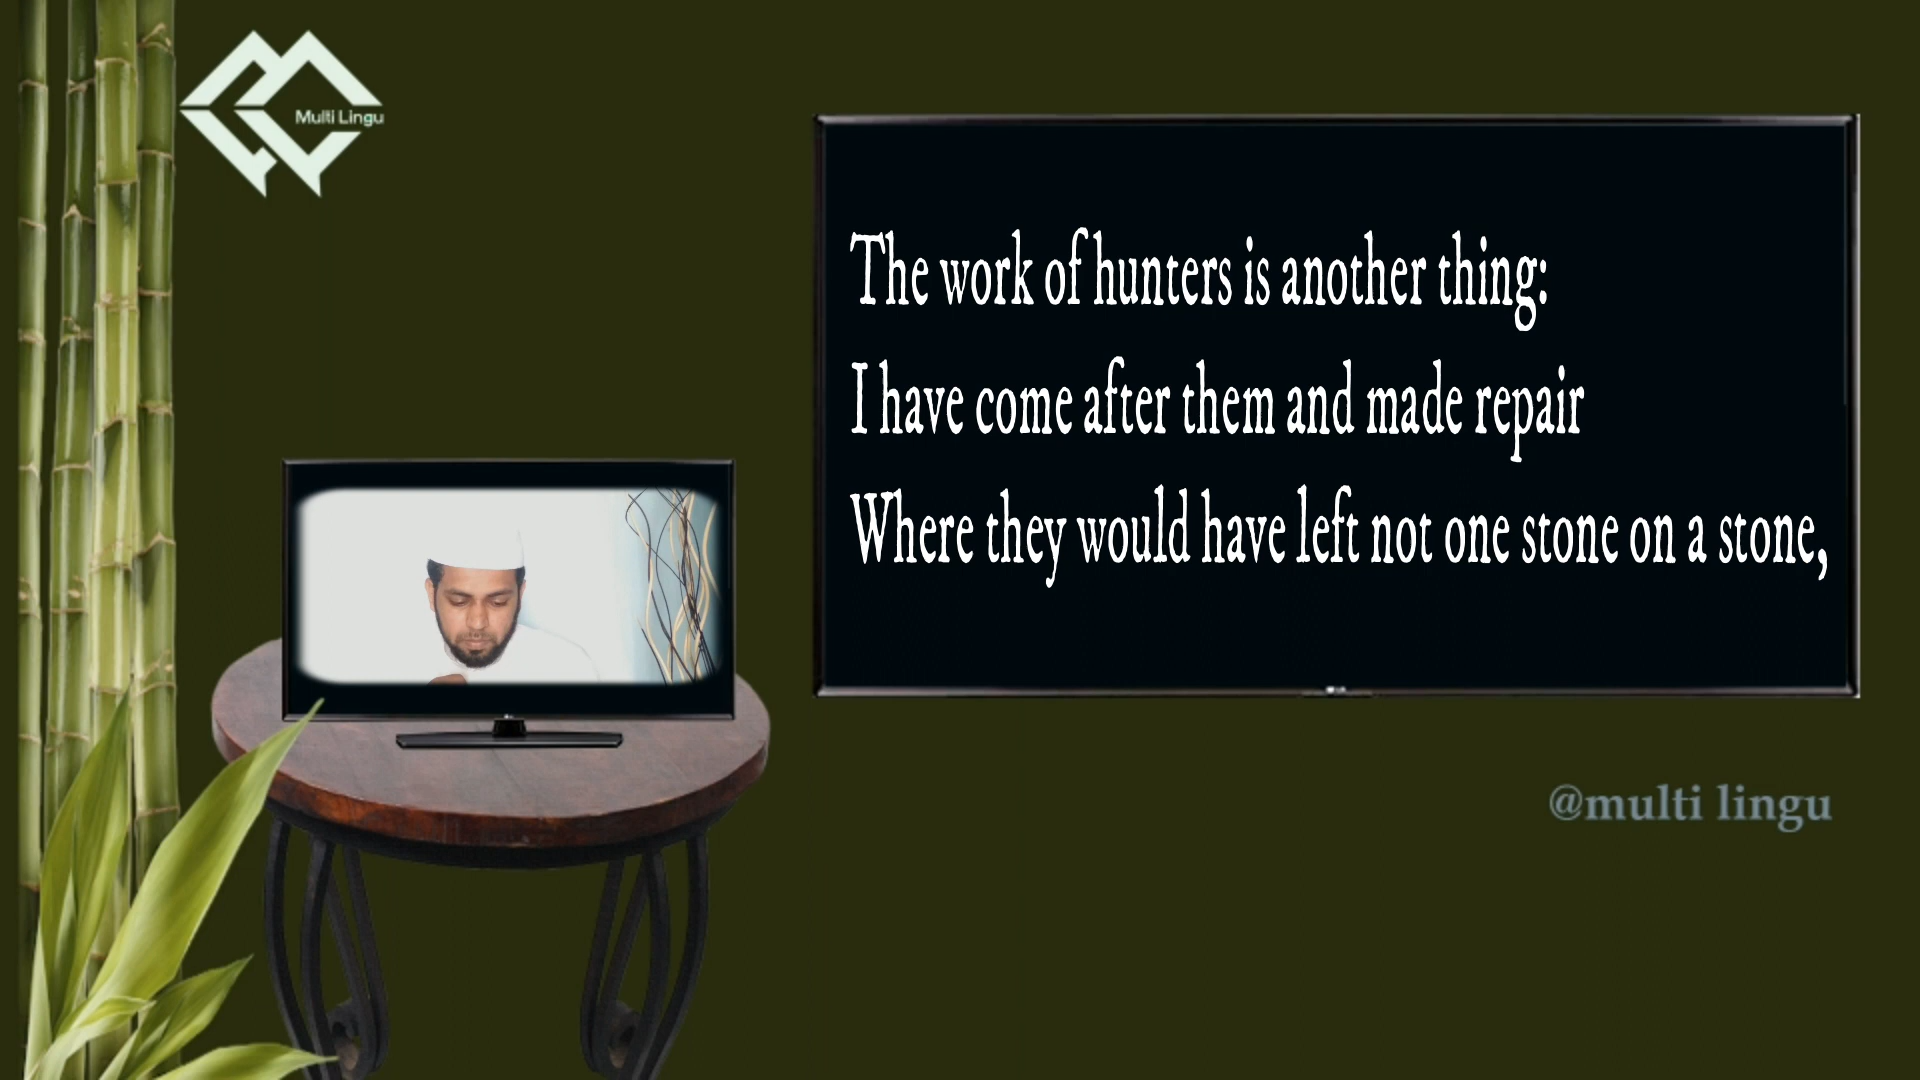 Multi Lingu
The work of hunters is another thing:
I have come after them and made repair
Where they would have left not one stone on a stone,
@multi lingu